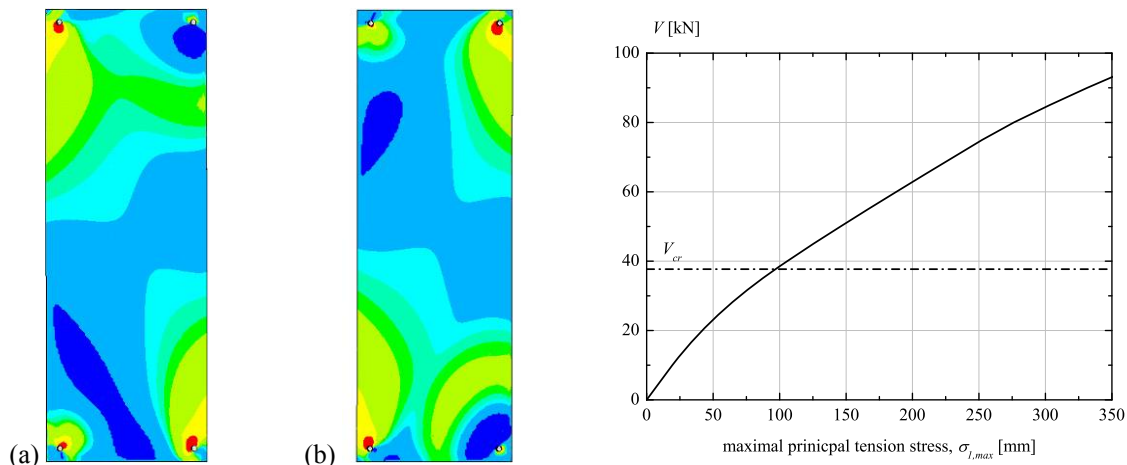 (a)
(b)
V [kN]
100
80
60
40
20
0
V_cr
0 50 100 150 200 250 300 350
maximal prinicpal tension stress, σ_1,max [mm]